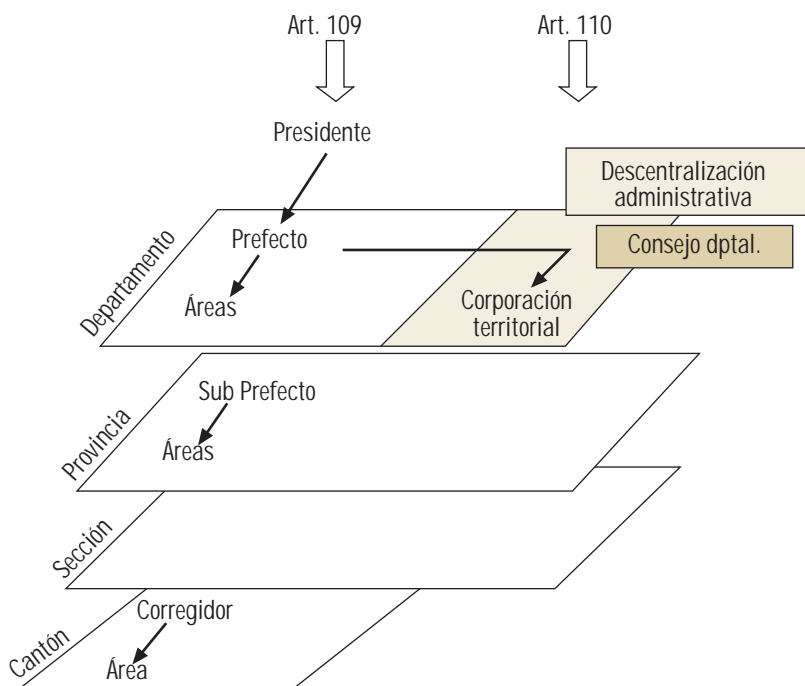 Art. 109
Art. 110
Presidente
Descentralización
administrativa
Departamento
Prefecto
Consejo dptal.
Áreas
Corporación
territorial
Provincia
Sub Prefecto
Áreas
Sección
Cantón
Corregidor
Área